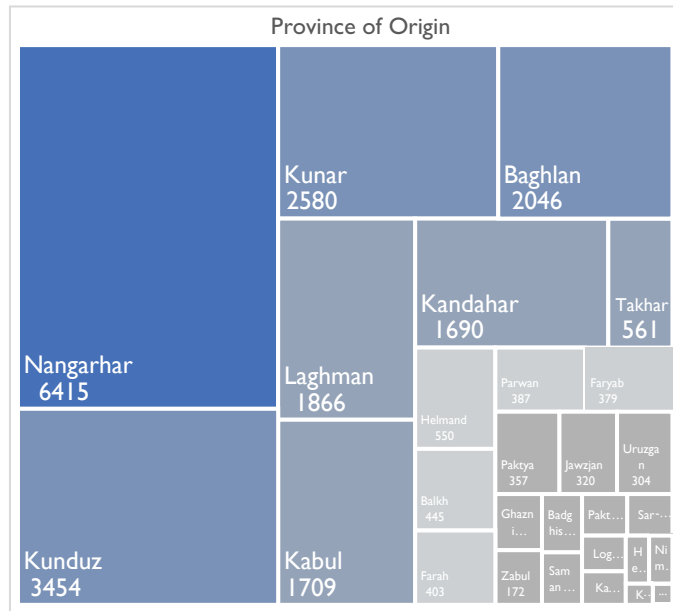 Province of Origin
Nangarhar
6415
Kunduz
3454
Kunar
2580
Baghlan
2046
Laghman
1866
Kabul
1709
Kandahar
1690
Takhar
561
Helmand
550
Balkh
445
Farah
403
Parwan
387
Faryab
379
Paktya
357
Jawzjan
320
Uruzga
n
304
Ghazni
…
Zabul
172
Badg
his…
Sam
an…
Pakt…
Log…
Ka…
Sar-…
He
…
Ni
m…
K…
...